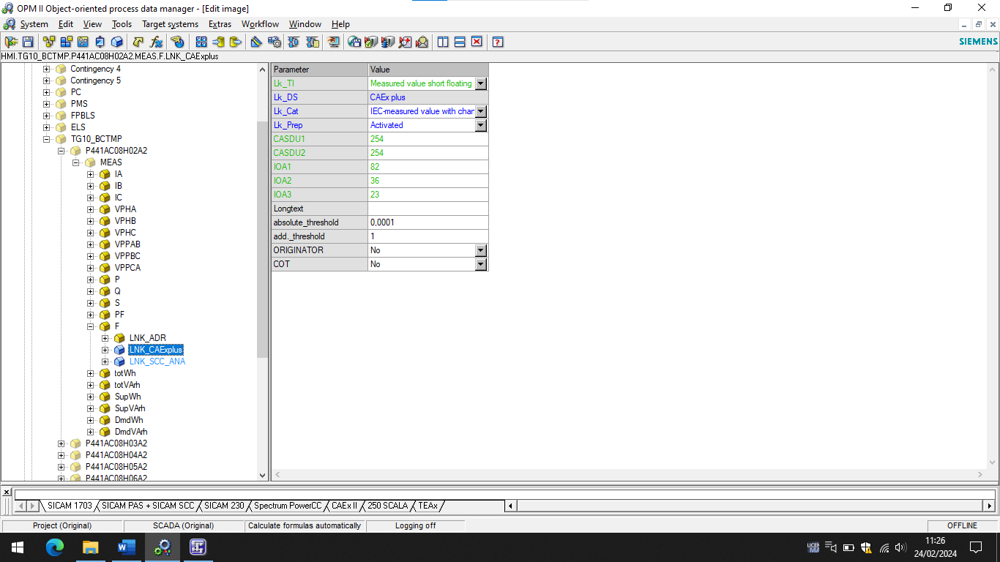 OPM II Object-oriented process data manager - [Edit image]
System Edit View Tools Target systems Extras Workflow Window Help
SIEMENS
HMI.TG10_BCTMP.P441AC08H02A2.MEAS.F.LNK_CAExplus
Contingency 4
Contingency 5
PC
PMS
FPBLS
ELS
TG10_BCTMP
P441AC08H02A2
MEAS
IA
IB
IC
VPHA
VPHB
VPHC
VPPAB
VPPBC
VPPCA
P
Q
S
PF
F
LNK_ADR
LNK_CAExplus
LNK_SCC_ANA
totWh
totVArh
SupWh
SupVArh
DmdWh
DmdVArh
P441AC08H03A2
P441AC08H04A2
P441AC08H05A2
P441AC08H06A2
Parameter Value
Lk_TI Measured value short floating
Lk_DS CAEx plus
Lk_Cat IEC-measured value with char
Lk_Prep Activated
CASDU1 254
CASDU2 254
IOA1 82
IOA2 36
IOA3 23
Longtext
absolute_threshold 0,0001
add._threshold 1
ORIGINATOR No
COT No
SICAM 1703 SICAM PAS + SICAM SCC SICAM 230 Spectrum PowerCC CAEx II 250 SCALA TEAx
Project (Original) SCADA (Original) Calculate formulas automatically Logging off OFFLINE
11:26
24/02/2024